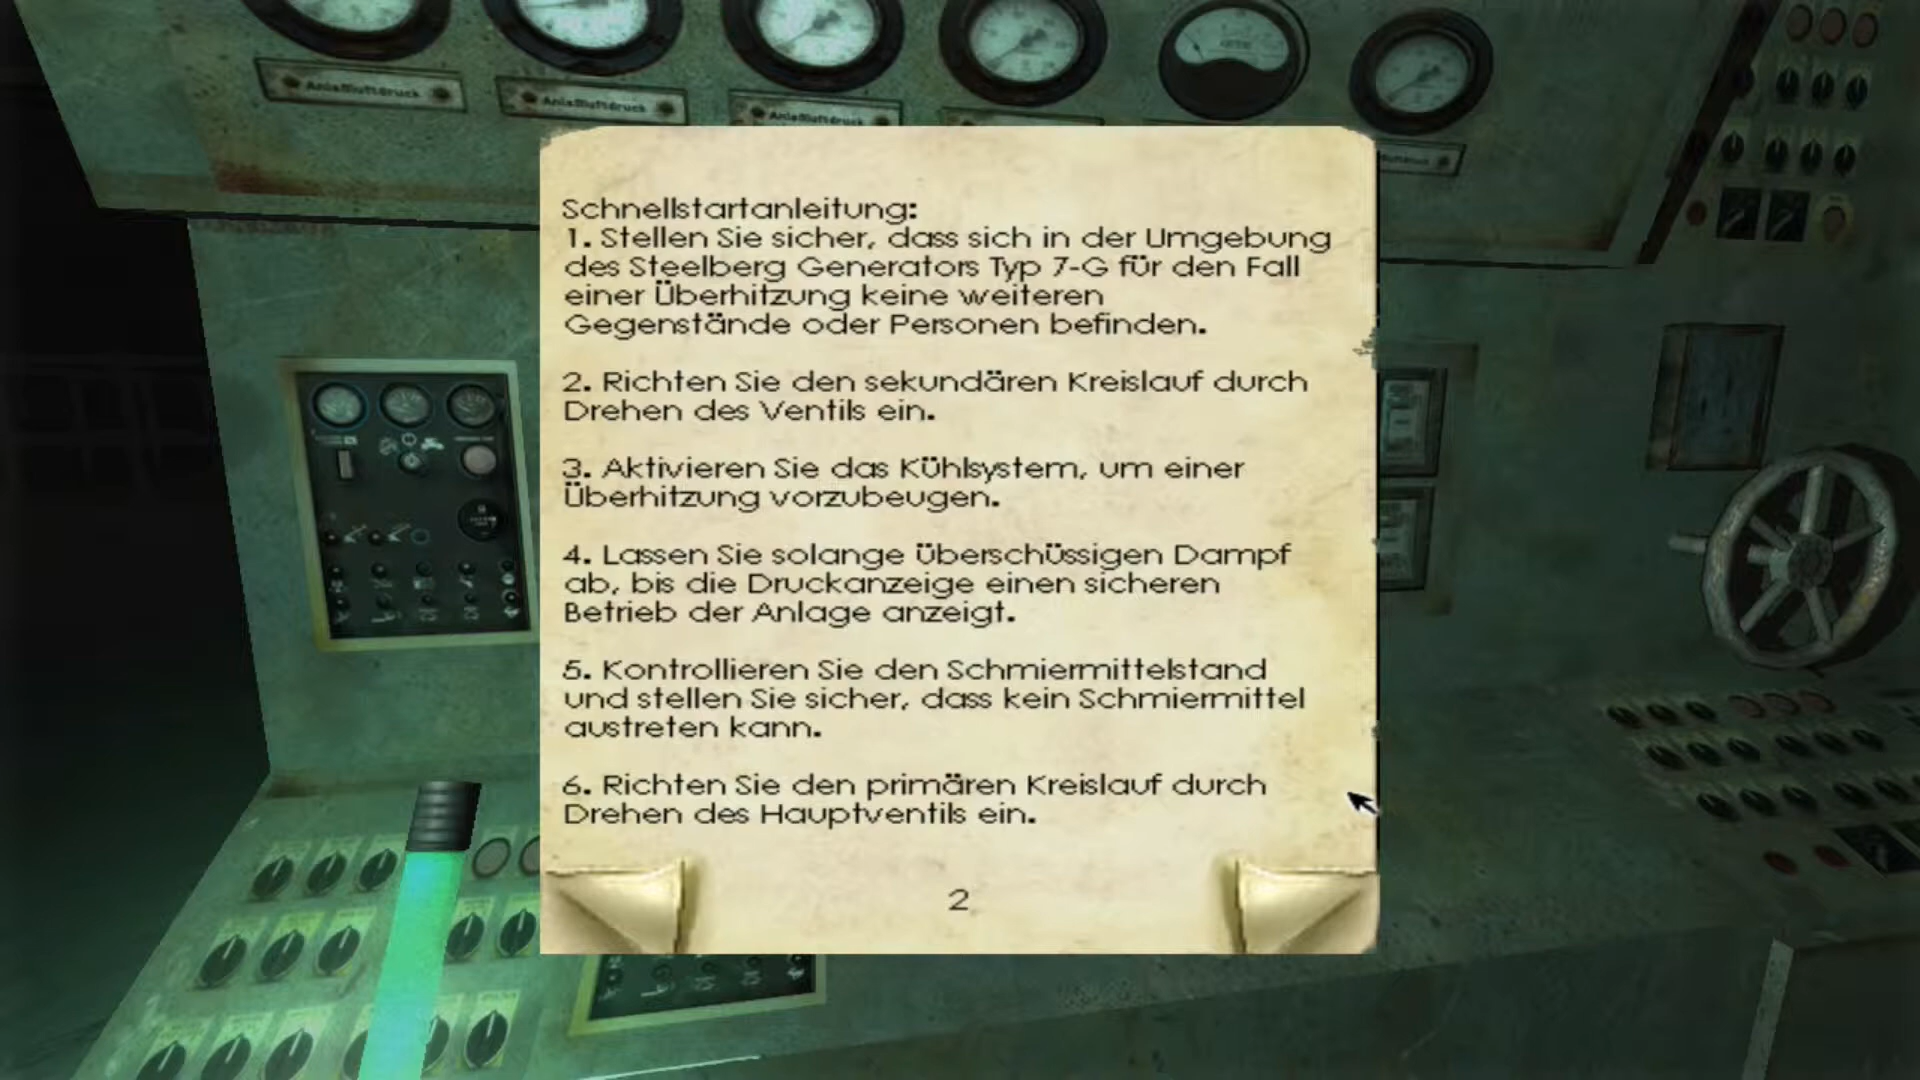 Anlaßluftdruck
Anlaßluftdruck
Anlaßluftdruck
Schnellstartanleitung:
1. Stellen Sie sicher, dass sich in der Umgebung
des Steelberg Generators Typ 7-G für den Fall
einer Überhitzung keine weiteren
Gegenstände oder Personen befinden.
2. Richten Sie den sekundären Kreislauf durch
Drehen des Ventils ein.
3. Aktivieren Sie das Kühlsystem, um einer
Überhitzung vorzubeugen.
4. Lassen Sie solange überschüssigen Dampf
ab, bis die Druckanzeige einen sicheren
Betrieb der Anlage anzeigt.
5. Kontrollieren Sie den Schmiermittelstand
und stellen Sie sicher, dass kein Schmiermittel
austreten kann.
6. Richten Sie den primären Kreislauf durch
Drehen des Hauptventils ein.
2